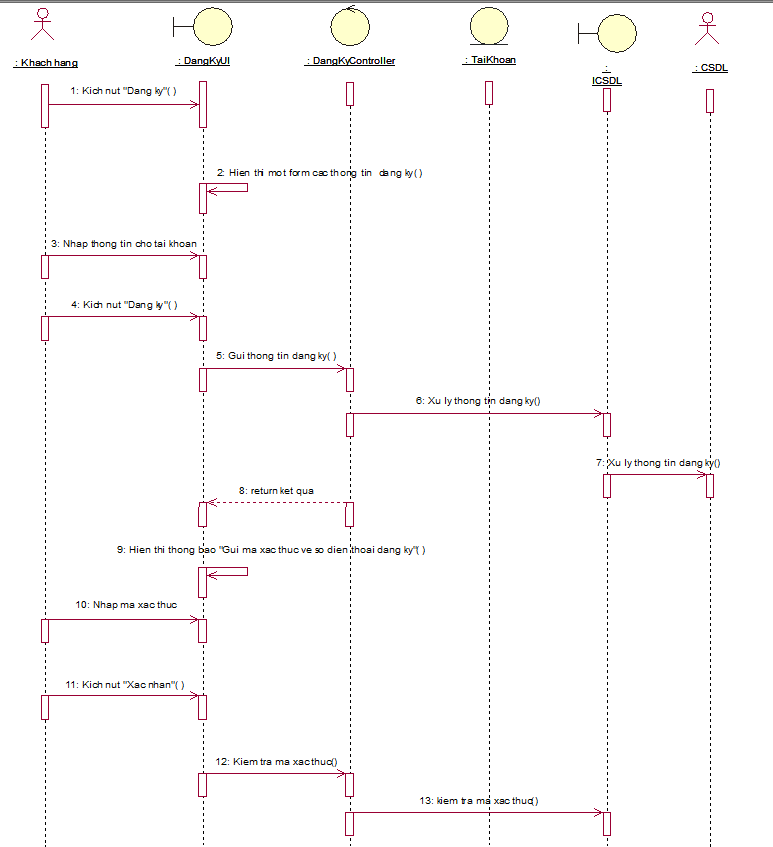 : Khach hang
: DangKyUI
: DangKyController
: TaiKhoan
:
ICSDL
: CSDL
1: Kich nut "Dang ky"( )
2: Hien thi mot form cac thong tin dang ky( )
3: Nhap thong tin cho tai khoan
4: Kich nut "Dang ky"( )
5: Gui thong tin dang ky( )
6: Xu ly thong tin dang ky()
7: Xu ly thong tin dang ky()
8: return ket qua
9: Hien thi thong bao "Gui ma xac thuc ve so dien thoai dang ky"( )
10: Nhap ma xac thuc
11: Kich nut "Xac nhan"( )
12: Kiem tra ma xac thuc()
13: kiem tra ma xac thuc()